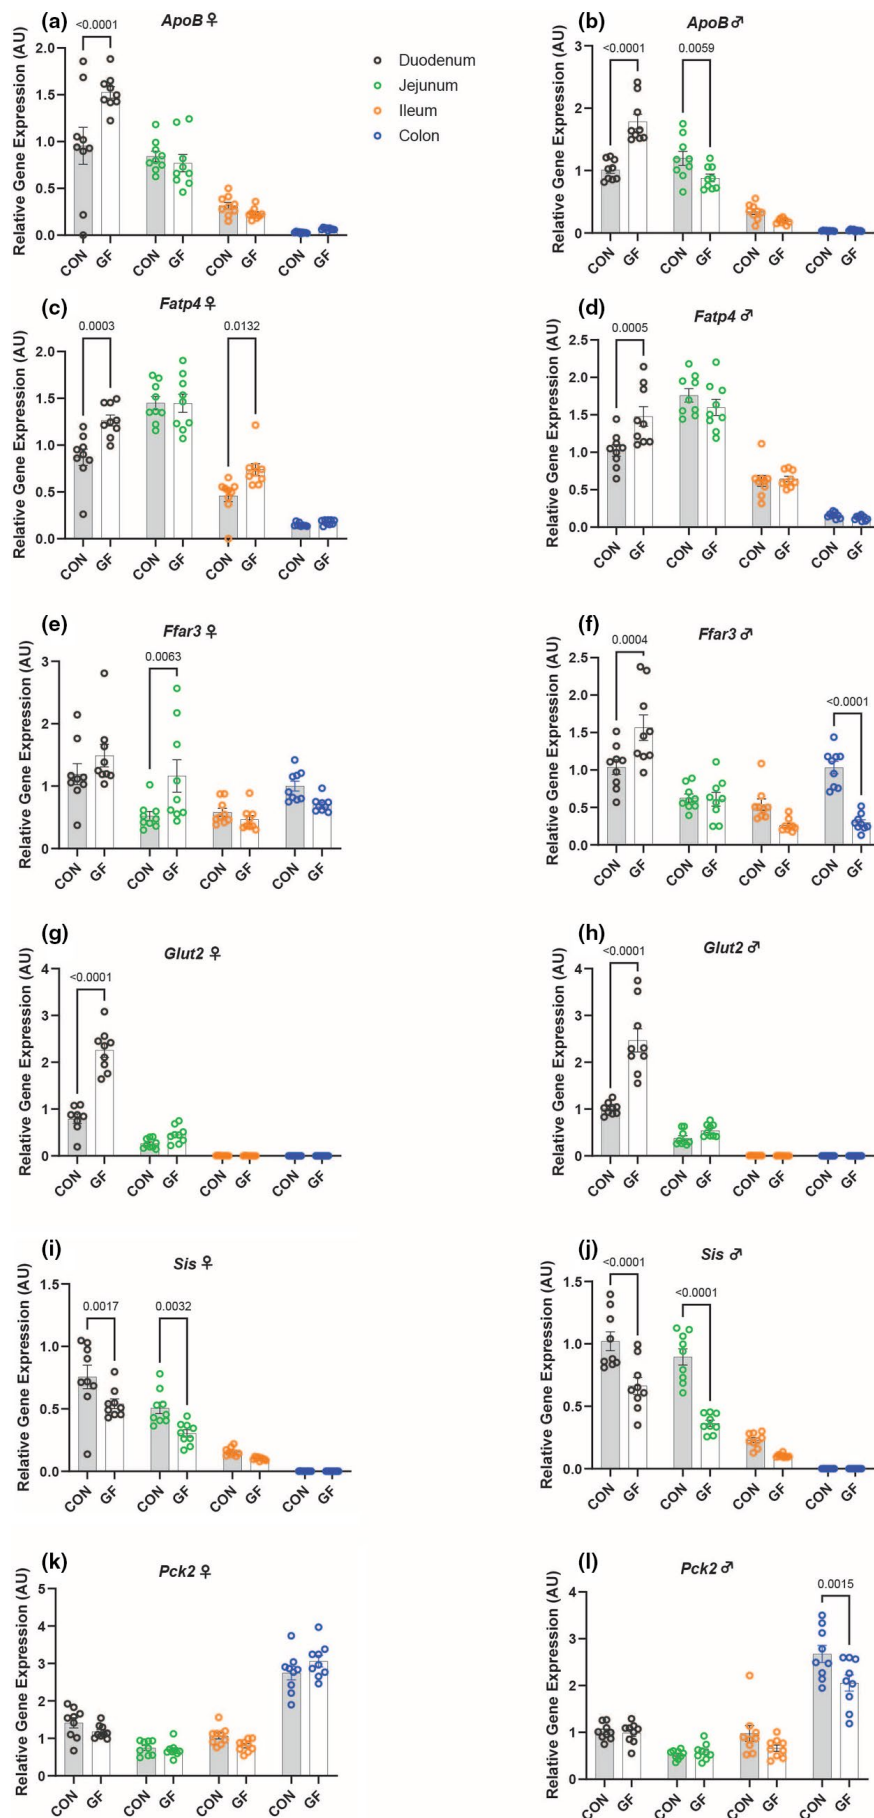 (a)
ApoB ♀
<0.0001
Relative Gene Expression (AU)
2.0
1.5
1.0
0.5
0.0
CON GF CON GF CON GF CON GF
Duodenum
Jejunum
Ileum
Colon
(b)
ApoB ♂
<0.0001 0.0059
Relative Gene Expression (AU)
3
2
1
0
CON GF CON GF CON GF CON GF
(c)
Fatp4 ♀
0.0003 0.0132
Relative Gene Expression (AU)
2.0
1.5
1.0
0.5
0.0
CON GF CON GF CON GF CON GF
(d)
Fatp4 ♂
0.0005
Relative Gene Expression (AU)
2.5
2.0
1.5
1.0
0.5
0.0
CON GF CON GF CON GF CON GF
(e)
Ffar3 ♀
0.0063
Relative Gene Expression (AU)
3
2
1
0
CON GF CON GF CON GF CON GF
(f)
Ffar3 ♂
0.0004 <0.0001
Relative Gene Expression (AU)
2.5
2.0
1.5
1.0
0.5
0.0
CON GF CON GF CON GF CON GF
(g)
Glut2 ♀
<0.0001
Relative Gene Expression (AU)
4
3
2
1
0
CON GF CON GF CON GF CON GF
(h)
Glut2 ♂
<0.0001
Relative Gene Expression (AU)
4
3
2
1
0
CON GF CON GF CON GF CON GF
(i)
Sis ♀
0.0017 0.0032
Relative Gene Expression (AU)
1.5
1.0
0.5
0.0
CON GF CON GF CON GF CON GF
(j)
Sis ♂
<0.0001 <0.0001
Relative Gene Expression (AU)
1.5
1.0
0.5
0.0
CON GF CON GF CON GF CON GF
(k)
Pck2 ♀
Relative Gene Expression (AU)
5
4
3
2
1
0
CON GF CON GF CON GF CON GF
(l)
Pck2 ♂
0.0015
Relative Gene Expression (AU)
4
3
2
1
0
CON GF CON GF CON GF CON GF